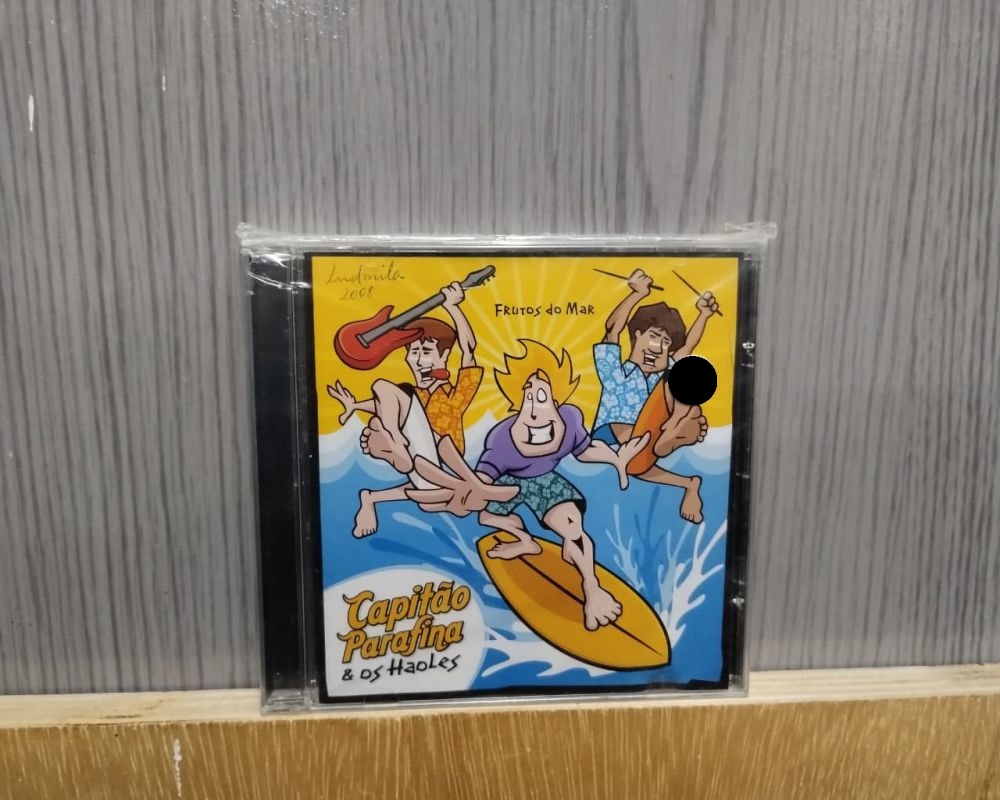 Ludmila
2008
Frutos do Mar
Capitão
Parafina
& os Haoles